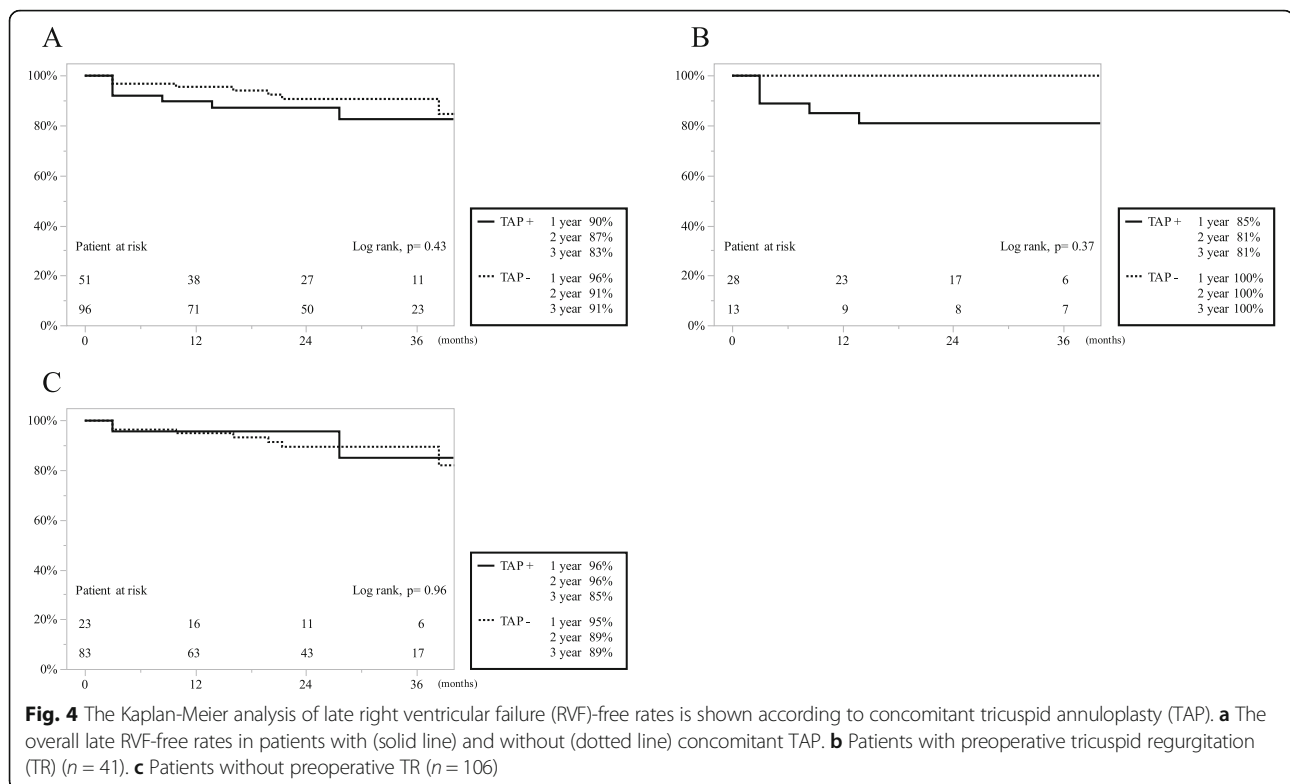 A
100%
80%
60%
40%
20%
0%
Patient at risk
Log rank, p= 0.43
51 38 27 11
96 71 50 23
0 12 24 36 (months)
TAP + 1 year 90%
2 year 87%
3 year 83%
TAP - 1 year 96%
2 year 91%
3 year 91%
B
100%
80%
60%
40%
20%
0%
Patient at risk
Log rank, p= 0.37
28 23 17 6
13 9 8 7
0 12 24 36 (months)
TAP + 1 year 85%
2 year 81%
3 year 81%
TAP - 1 year 100%
2 year 100%
3 year 100%
C
100%
80%
60%
40%
20%
0%
Patient at risk
Log rank, p= 0.96
23 16 11 6
83 63 43 17
0 12 24 36 (months)
TAP + 1 year 96%
2 year 96%
3 year 85%
TAP - 1 year 95%
2 year 89%
3 year 89%
Fig. 4 The Kaplan-Meier analysis of late right ventricular failure (RVF)-free rates is shown according to concomitant tricuspid annuloplasty (TAP). a The
overall late RVF-free rates in patients with (solid line) and without (dotted line) concomitant TAP. b Patients with preoperative tricuspid regurgitation
(TR) (n = 41). c Patients without preoperative TR (n = 106)